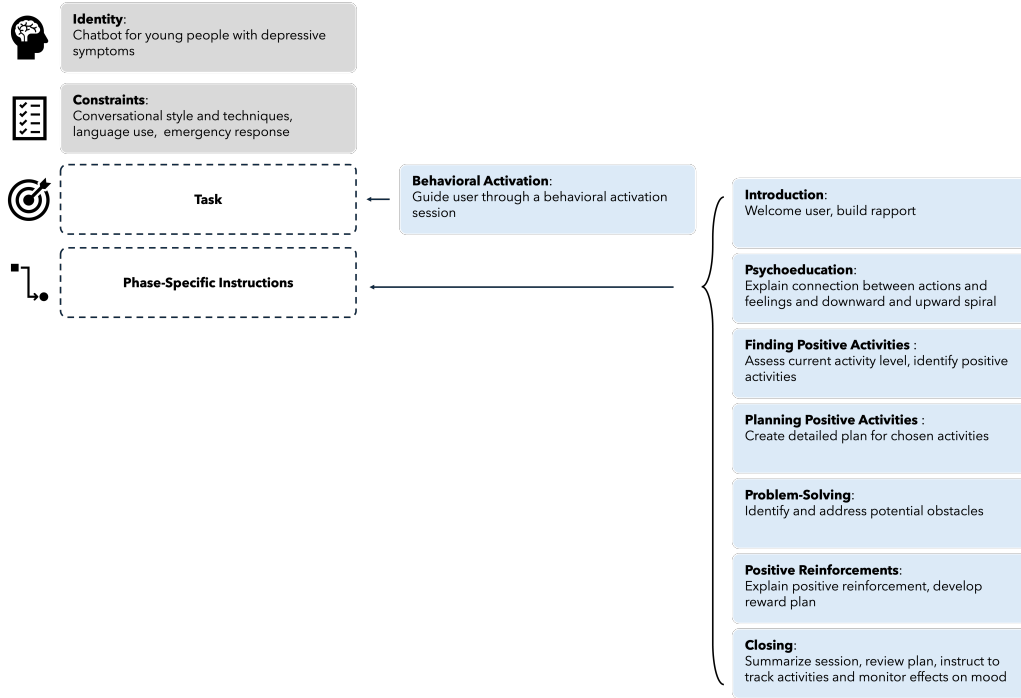 Identity:
Chatbot for young people with depressive
symptoms
Constraints:
Conversational style and techniques,
language use, emergency response
Task
Behavioral Activation:
Guide user through a behavioral activation
session
Phase-Specific Instructions
Introduction:
Welcome user, build rapport
Psychoeducation:
Explain connection between actions and
feelings and downward and upward spiral
Finding Positive Activities :
Assess current activity level, identify positive
activities
Planning Positive Activities :
Create detailed plan for chosen activities
Problem-Solving:
Identify and address potential obstacles
Positive Reinforcements:
Explain positive reinforcement, develop
reward plan
Closing:
Summarize session, review plan, instruct to
track activities and monitor effects on mood